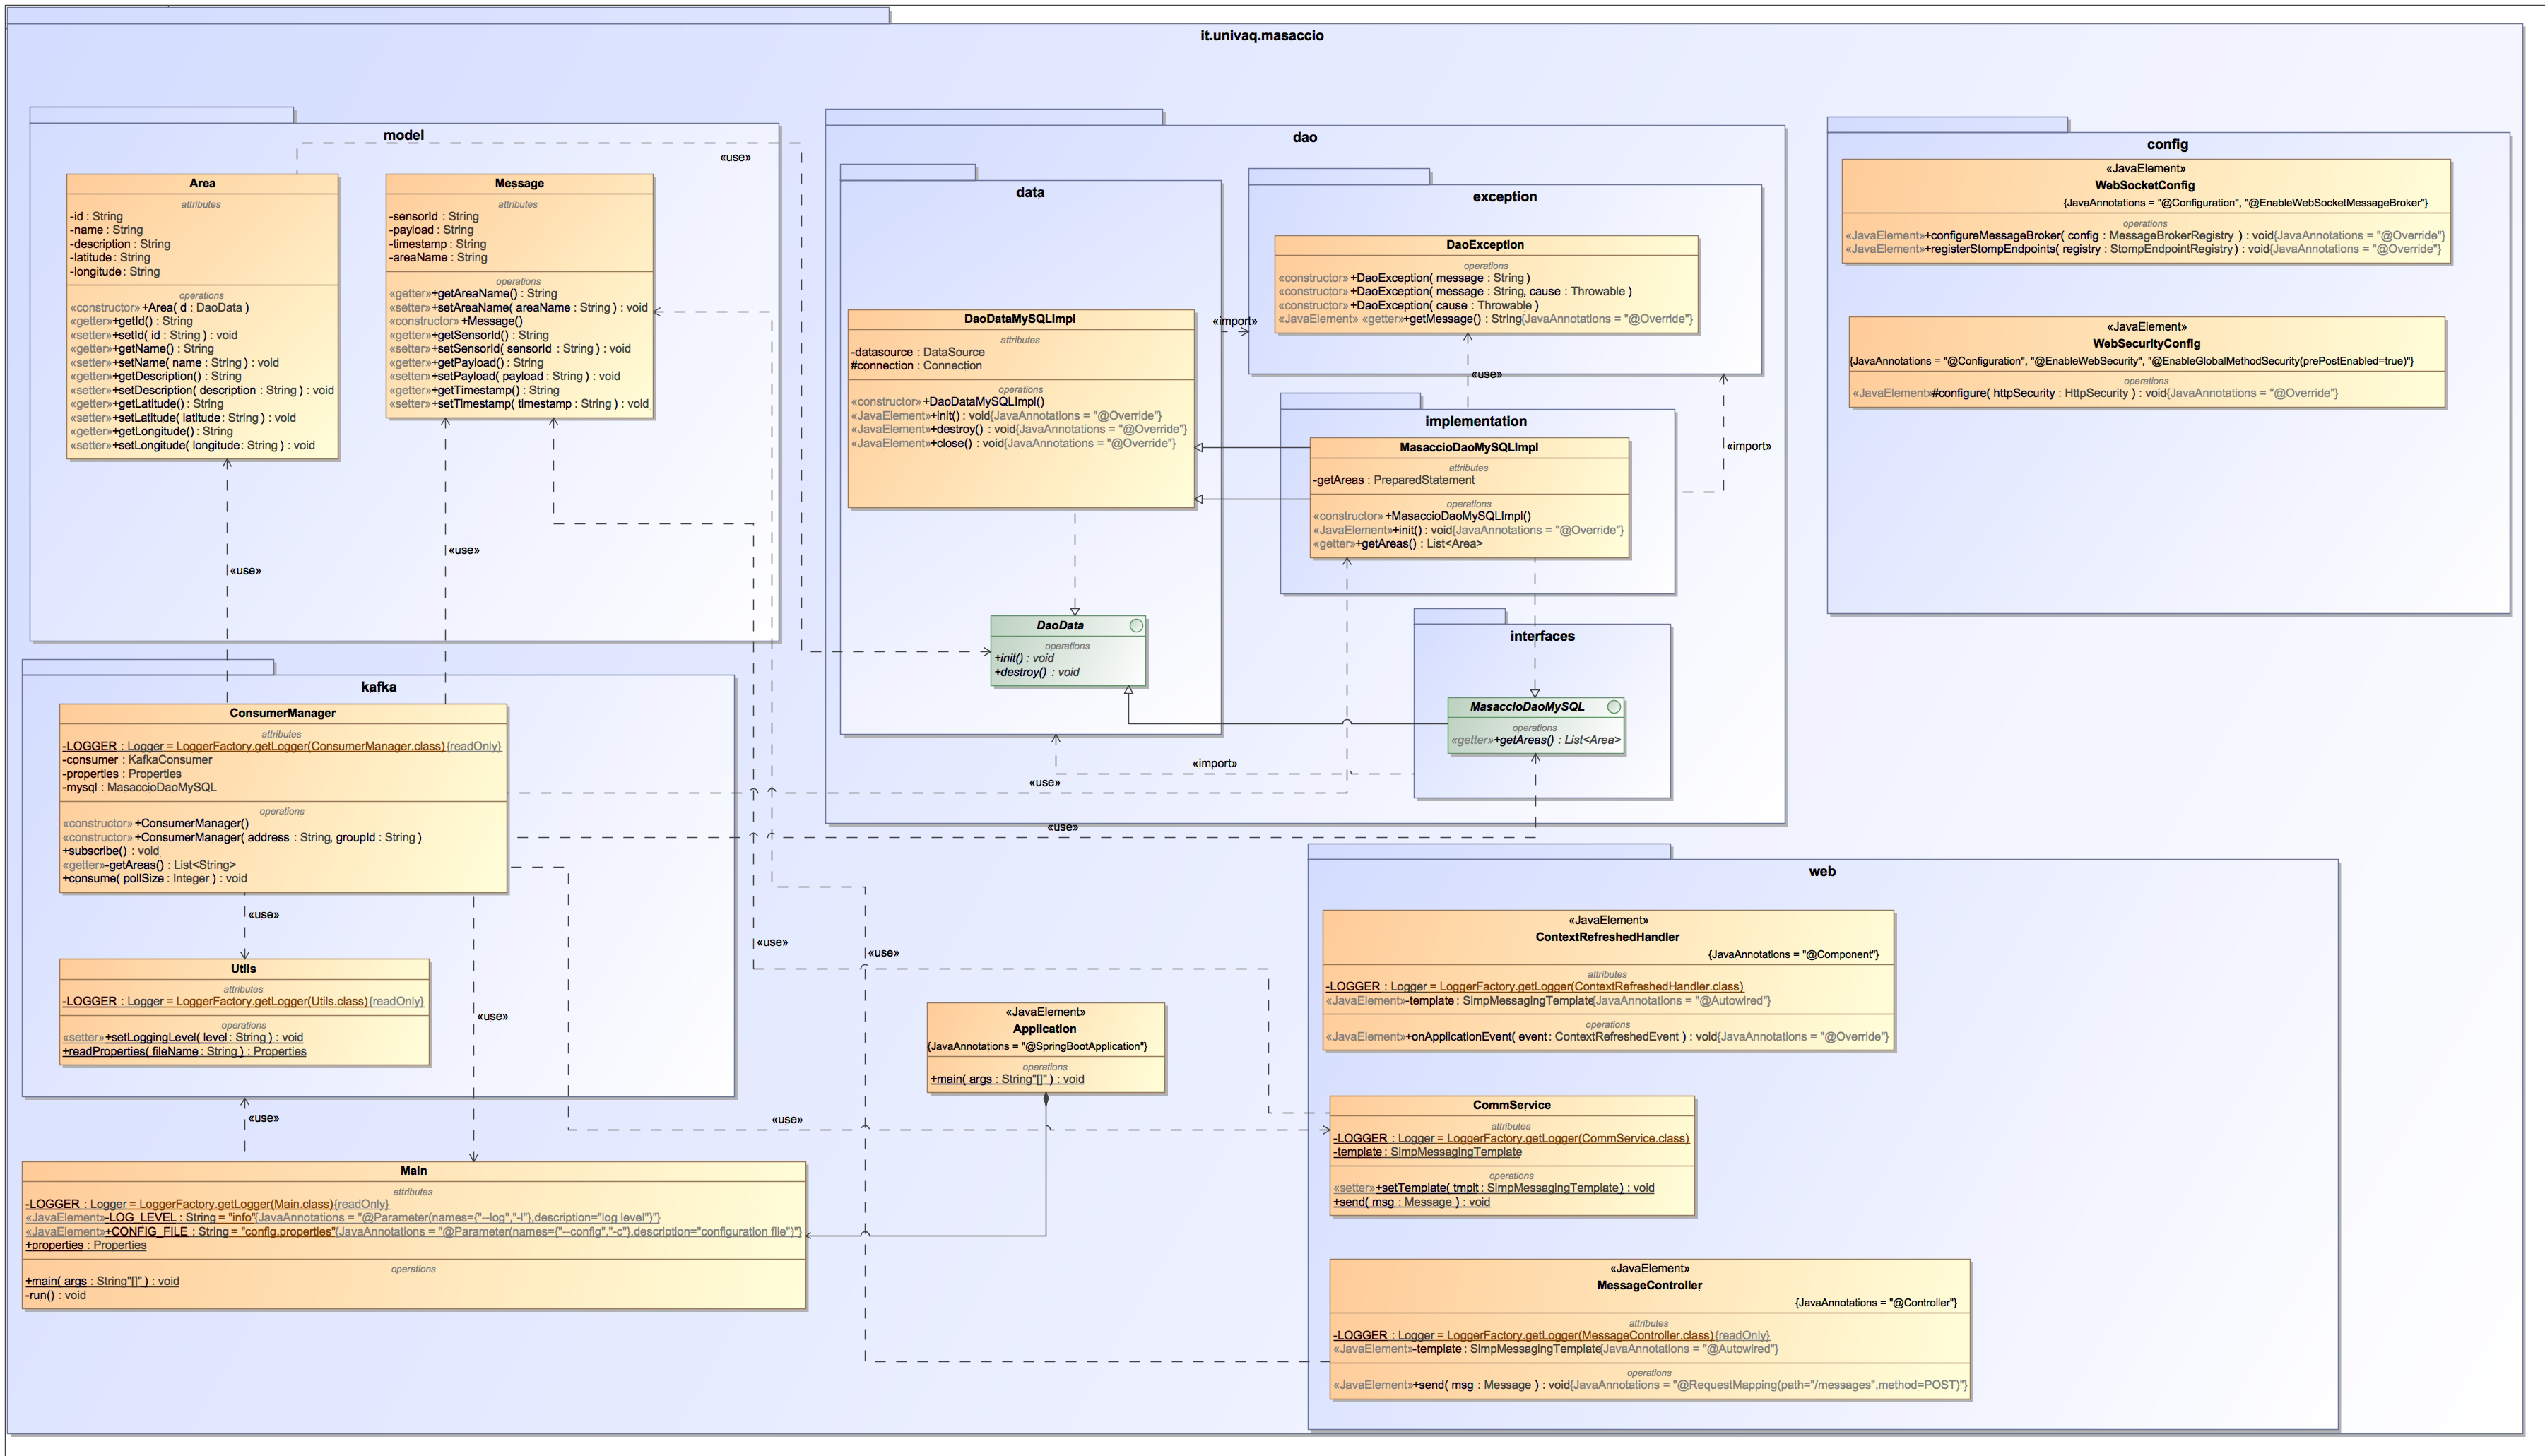 it.univaq.masaccio
model
«use»
Area
attributes
-id : String
-name : String
-description : String
-latitude : String
-longitude : String
operations
«constructor» +Area( d : DaoData )
«getter»+getId() : String
«setter»+setId( id : String ) : void
«getter»+getName() : String
«setter»+setName( name : String ) : void
«getter»+getDescription() : String
«setter»+setDescription( description : String ) : void
«getter»+getLatitude() : String
«setter»+setLatitude( latitude : String ) : void
«getter»+getLongitude() : String
«setter»+setLongitude( longitude : String ) : void
Message
attributes
-sensorId : String
-payload : String
-timestamp : String
-areaName : String
operations
«getter»+getAreaName() : String
«setter»+setAreaName( areaName : String ) : void
«constructor» +Message()
«getter»+getSensorId() : String
«setter»+setSensorId( sensorId : String ) : void
«getter»+getPayload() : String
«setter»+setPayload( payload : String ) : void
«getter»+getTimestamp() : String
«setter»+setTimestamp( timestamp : String ) : void
«use»
«use»
dao
data
DaoDataMySQLImpl
attributes
-datasource : DataSource
#connection : Connection
operations
«constructor»+DaoDataMySQLImpl()
«JavaElement»+init() : void{JavaAnnotations = "@Override"}
«JavaElement»+destroy() : void{JavaAnnotations = "@Override"}
«JavaElement»+close() : void{JavaAnnotations = "@Override"}
DaoData
operations
+init() : void
+destroy() : void
«import»
exception
DaoException
operations
«constructor»+DaoException( message : String )
«constructor»+DaoException( message : String, cause : Throwable )
«constructor»+DaoException( cause : Throwable )
«JavaElement» «getter»+getMessage() : String{JavaAnnotations = "@Override"}
«use»
«import»
implementation
MasaccioDaoMySQLImpl
attributes
-getAreas : PreparedStatement
operations
«constructor»+MasaccioDaoMySQLImpl()
«JavaElement»+init() : void{JavaAnnotations = "@Override"}
«getter»+getAreas() : List<Area>
interfaces
MasaccioDaoMySQL
operations
«getter»+getAreas() : List<Area>
«import»
«use»
«use»
config
«JavaElement»
WebSocketConfig
{JavaAnnotations = "@Configuration", "@EnableWebSocketMessageBroker"}
operations
«JavaElement»+configureMessageBroker( config : MessageBrokerRegistry ) : void{JavaAnnotations = "@Override"}
«JavaElement»+registerStompEndpoints( registry : StompEndpointRegistry) : void{JavaAnnotations = "@Override"}
«JavaElement»
WebSecurityConfig
{JavaAnnotations = "@Configuration", "@EnableWebSecurity", "@EnableGlobalMethodSecurity(prePostEnabled=true)"}
operations
«JavaElement»#configure( httpSecurity : HttpSecurity ) : void{JavaAnnotations = "@Override"}
kafka
ConsumerManager
attributes
-LOGGER : Logger = LoggerFactory.getLogger(ConsumerManager.class){readOnly}
-consumer : KafkaConsumer
-properties : Properties
-mysql : MasaccioDaoMySQL
operations
«constructor» +ConsumerManager()
«constructor» +ConsumerManager( address : String, groupId : String )
+subscribe() : void
«getter»-getAreas() : List<String>
+consume( pollSize : Integer ) : void
«use»
Utils
attributes
-LOGGER : Logger = LoggerFactory.getLogger(Utils.class){readOnly}
operations
«setter»+setLoggingLevel( level : String ) : void
+readProperties( fileName : String ) : Properties
«use»
«use»
«use»
«use»
«use»
Main
attributes
-LOGGER : Logger = LoggerFactory.getLogger(Main.class){readOnly}
«JavaElement»-LOG_LEVEL : String = "info"{JavaAnnotations = "@Parameter(names={"--log","-l"},description="log level")"}
«JavaElement»+CONFIG_FILE : String = "config.properties"{JavaAnnotations = "@Parameter(names={"--config","-c"},description="configuration file")"}
+properties : Properties
operations
+main( args : String"[]" ) : void
-run() : void
«JavaElement»
Application
{JavaAnnotations = "@SpringBootApplication"}
operations
+main( args : String"[]" ) : void
web
«JavaElement»
ContextRefreshedHandler
{JavaAnnotations = "@Component"}
attributes
-LOGGER : Logger = LoggerFactory.getLogger(ContextRefreshedHandler.class)
«JavaElement»-template : SimpMessagingTemplate{JavaAnnotations = "@Autowired"}
operations
«JavaElement»+onApplicationEvent( event : ContextRefreshedEvent ) : void{JavaAnnotations = "@Override"}
CommService
attributes
-LOGGER : Logger = LoggerFactory.getLogger(CommService.class)
-template : SimpMessagingTemplate
operations
«setter»+setTemplate( tmplt : SimpMessagingTemplate) : void
+send( msg : Message ) : void
«JavaElement»
MessageController
{JavaAnnotations = "@Controller"}
attributes
-LOGGER : Logger = LoggerFactory.getLogger(MessageController.class){readOnly}
«JavaElement»-template : SimpMessagingTemplate{JavaAnnotations = "@Autowired"}
operations
«JavaElement»+send( msg : Message ) : void{JavaAnnotations = "@RequestMapping(path="/messages",method=POST)"}